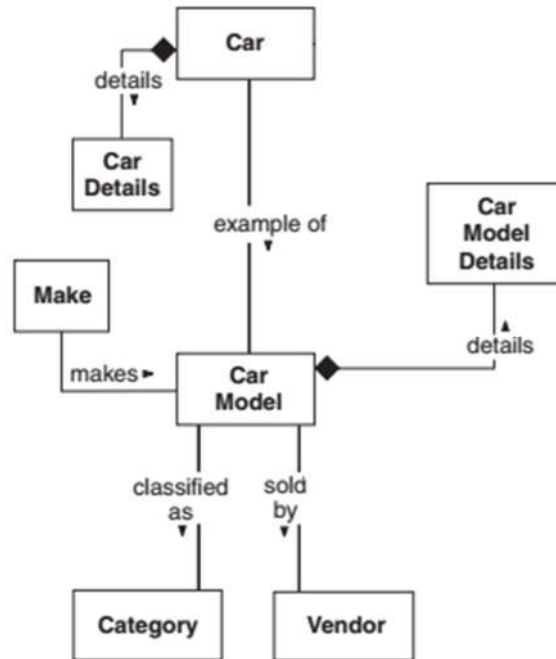 Car
details
Car
Details
example of
Car
Model
Details
Make
details
makes
Car
Model
classified
as
sold
by
Category
Vendor